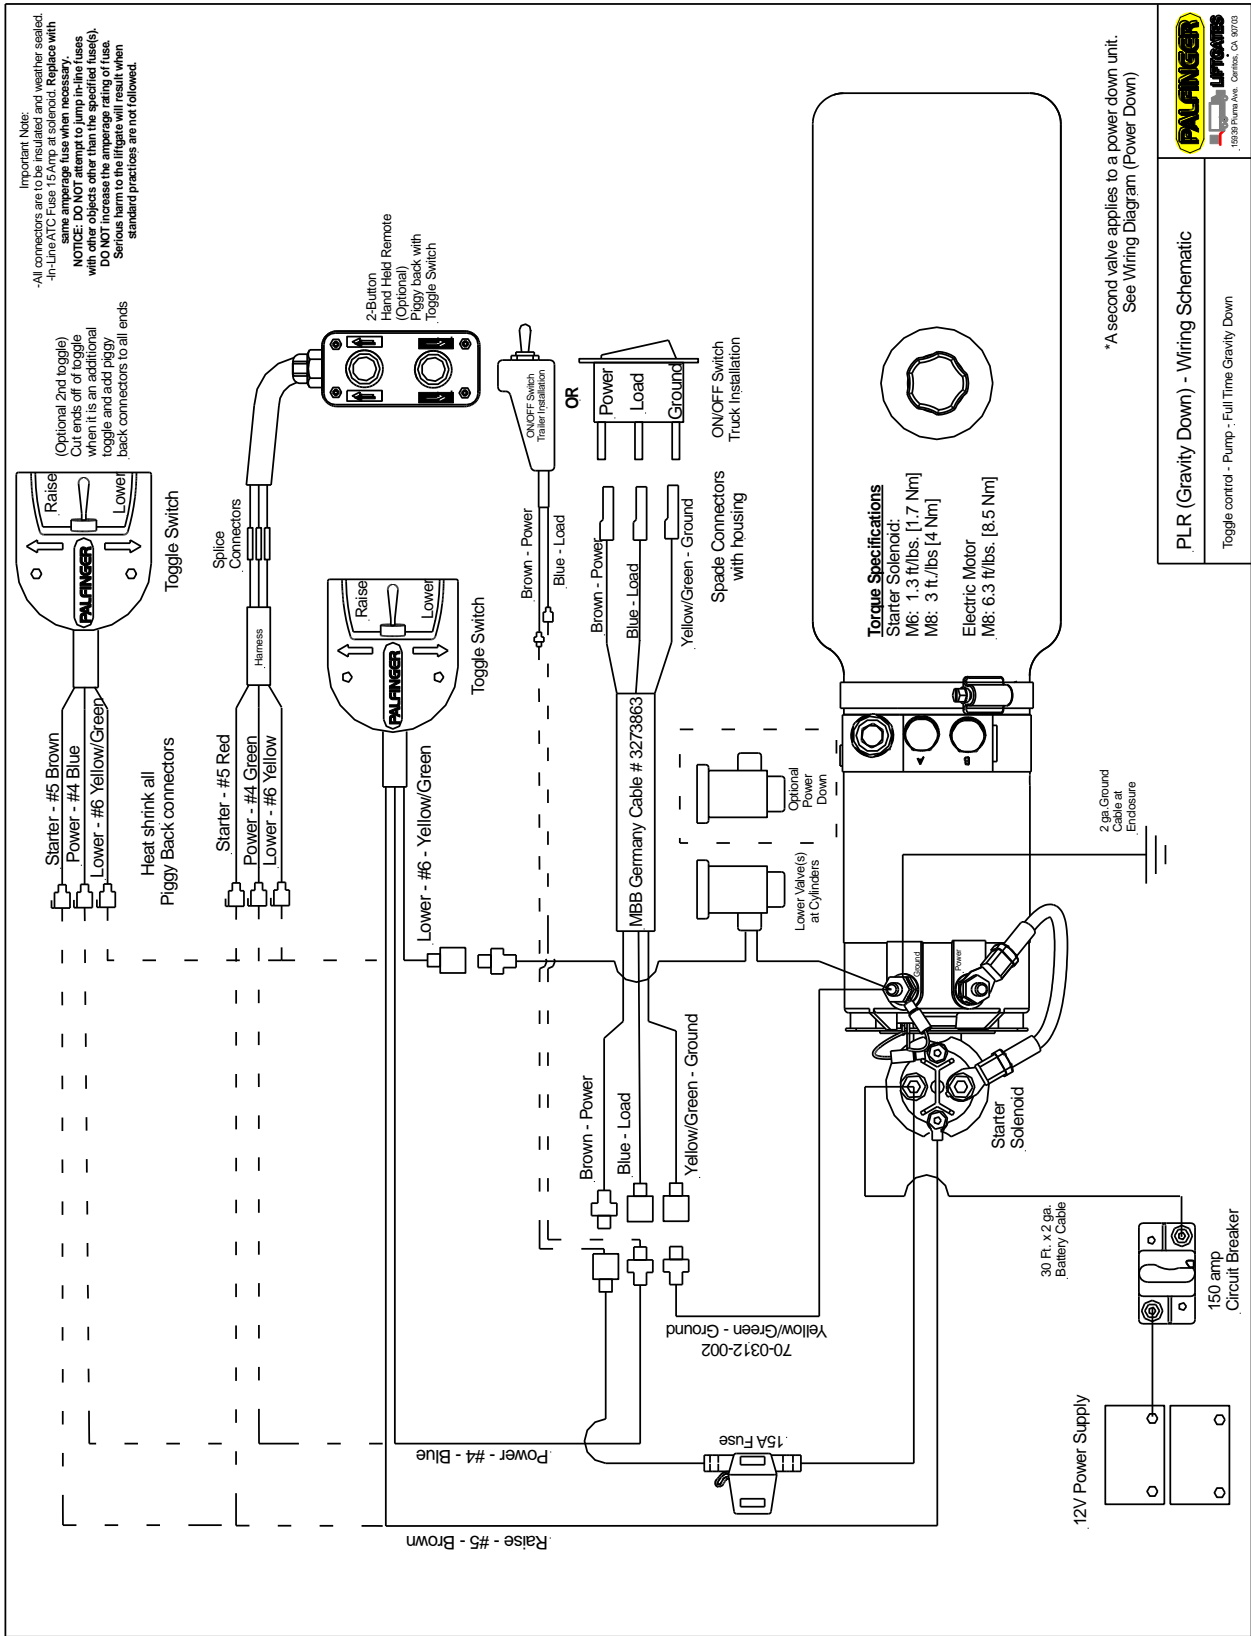 Important Note:
-All connectors are to be insulated and weather sealed.
-In-Line ATC Fuse 15 Amp at solenoid. Replace with
same amperage fuse when necessary.
NOTICE: DO NOT attempt to jump in-line fuses
with other objects other than the specified fuse(s).
DO NOT increase the amperage rating of fuse.
Serious harm to the liftgate will result when
standard practices are not followed.
(Optional 2nd toggle)
Cut ends off of toggle
when it is an additional
toggle and add piggy
back connectors to all ends
Raise
Lower
PALFINGER
Toggle Switch
Starter - #5 Brown
Power - #4 Blue
Lower - #6 Yellow/Green
Heat shrink all
Piggy Back connectors
Splice
Connectors
Harness
Starter - #5 Red
Power - #4 Green
Lower - #6 Yellow
2-Button
Hand Held Remote
(Optional)
Piggy back with
Toggle Switch
Raise
Lower
PALFINGER
Toggle Switch
Lower - #6 - Yellow/Green
ON/OFF Switch
Trailer Installation
Brown - Power
Blue - Load
OR
Power
Load
Ground
ON/OFF Switch
Truck Installation
Spade Connectors
with housing
Brown - Power
Blue - Load
Yellow/Green - Ground
MBB Germany Cable # 3273863
Brown - Power
Blue - Load
Yellow/Green - Ground
Optional
Power
Down
Lower Valve(s)
at Cylinders
Torque Specifications
Starter Solenoid:
M6: 1.3 ft/lbs. [1.7 Nm]
M8: 3 ft./lbs [4 Nm]
Electric Motor
M8: 6.3 ft/lbs. [8.5 Nm]
A
B
Ground
Power
2 ga.Ground
Cable at
Enclosure
Starter
Solenoid
30 Ft. x 2 ga.
Battery Cable
150 amp
Circuit Breaker
12V Power Supply
70-0312-002
Yellow/Green - Ground
15A Fuse
Power - #4 - Blue
Raise - #5 - Brown
*A second valve applies to a power down unit.
See Wiring Diagram (Power Down)
PALFINGER
LIFTGATES
15939 Piuma Ave. Cerritos, CA 90703
PLR (Gravity Down) - Wiring Schematic
Toggle control - Pump - Full Time Gravity Down